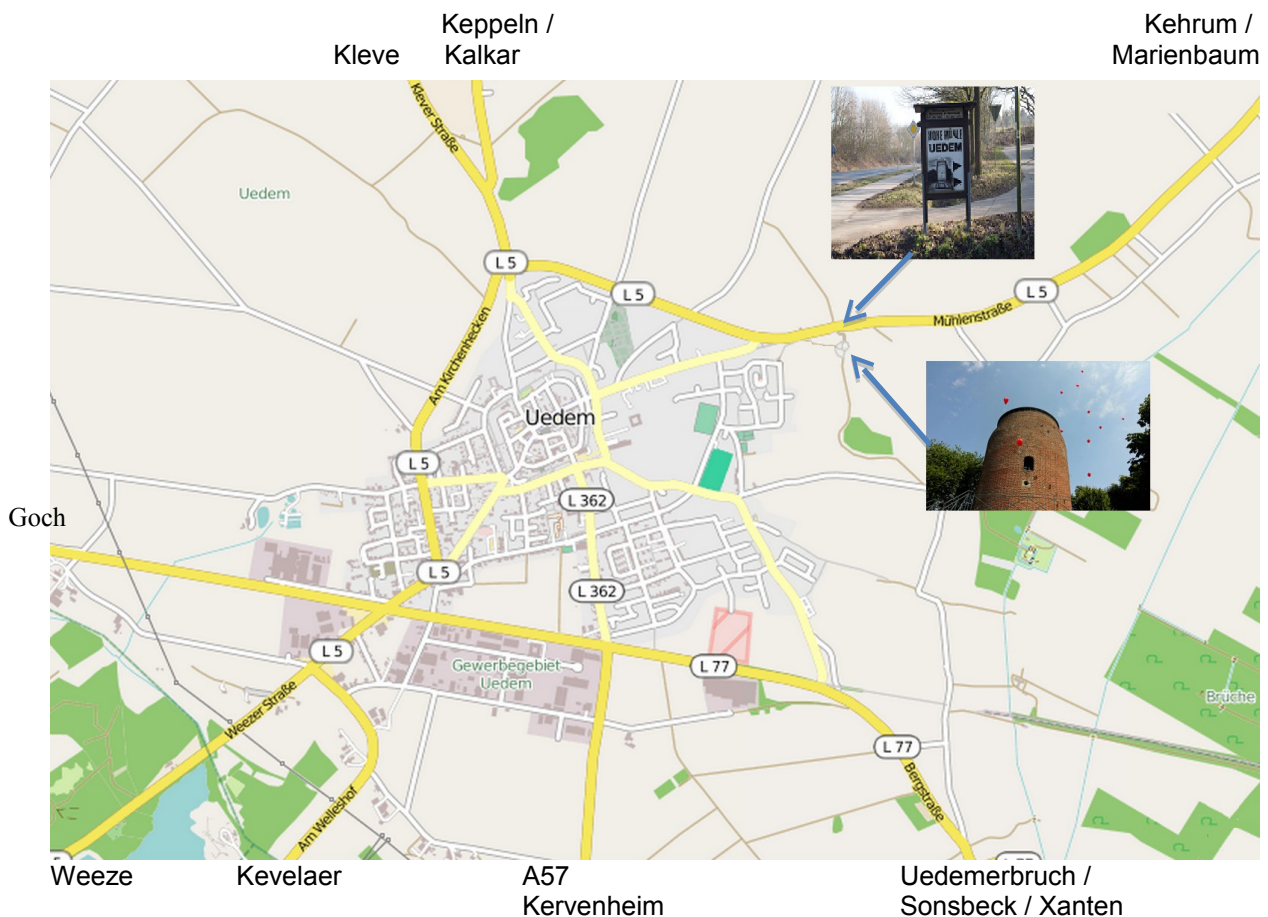 Keppeln /
Kehrum /
Kleve
Kalkar
Marienbaum
Klever Straße
HOHE MÜHLE
UEDEM
Uedem
L 5
L 5
L 5
Mühlenstraße
Am Kirchenhecken
Uedem
L 5
L 362
Goch
L 5
L 362
L 5
Gewerbegebiet
Uedem
L 77
Brüche
Weezer Straße
L 77
Bergstraße
Am Welleshof
Weeze
Kevelaer
A57
Kervenheim
Uedemerbruch /
Sonsbeck / Xanten